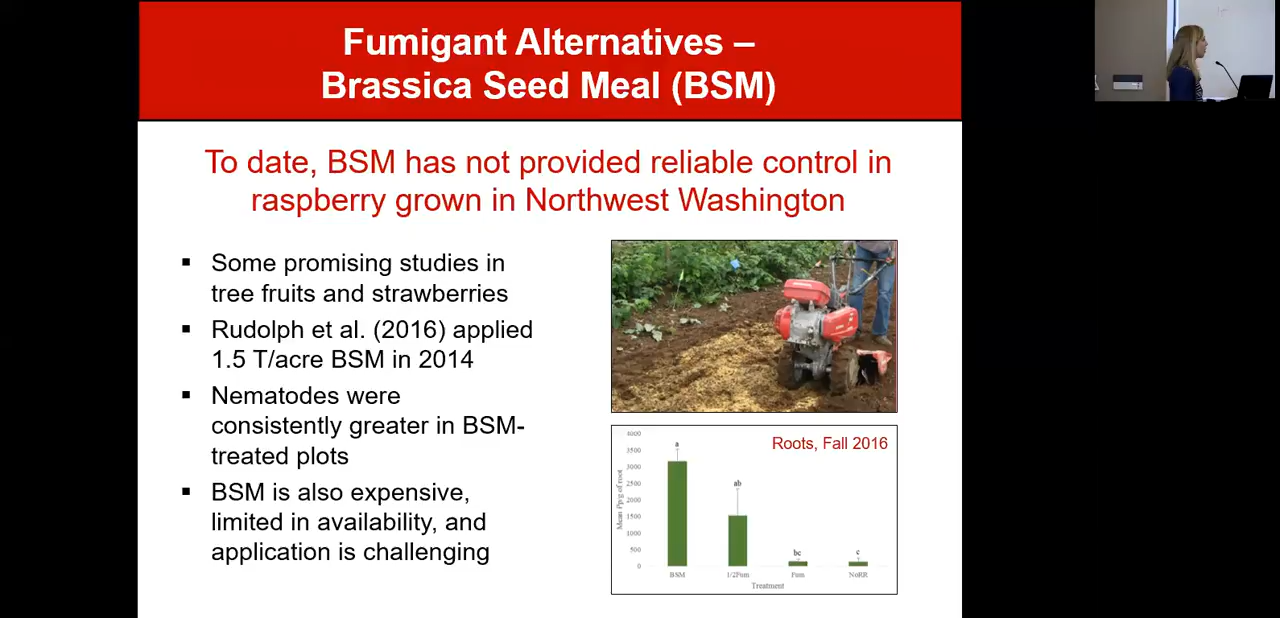 Fumigant Alternatives –
Brassica Seed Meal (BSM)
To date, BSM has not provided reliable control in
raspberry grown in Northwest Washington
▪ Some promising studies in
tree fruits and strawberries
▪ Rudolph et al. (2016) applied
1.5 T/acre BSM in 2014
▪ Nematodes were
consistently greater in BSM-
treated plots
▪ BSM is also expensive,
limited in availability, and
application is challenging
Roots, Fall 2016
Mean Pp/g of root
4000
3500
3000
2500
2000
1500
1000
500
0
a
ab
bc
c
BSM
1/2Fum
Fum
NoRR
Treatment